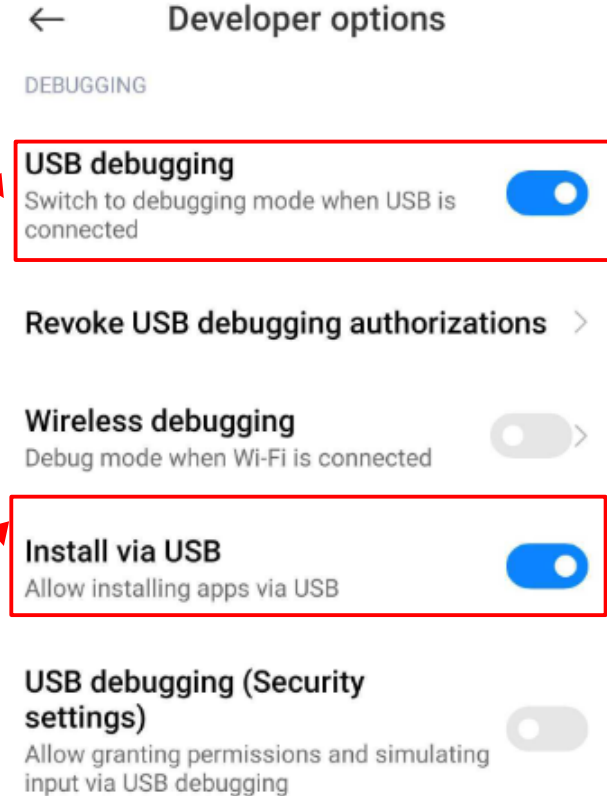 Developer options
DEBUGGING
USB debugging
Switch to debugging mode when USB is
connected
Revoke USB debugging authorizations
Wireless debugging
Debug mode when Wi-Fi is connected
Install via USB
Allow installing apps via USB
USB debugging (Security
settings)
Allow granting permissions and simulating
input via USB debugging